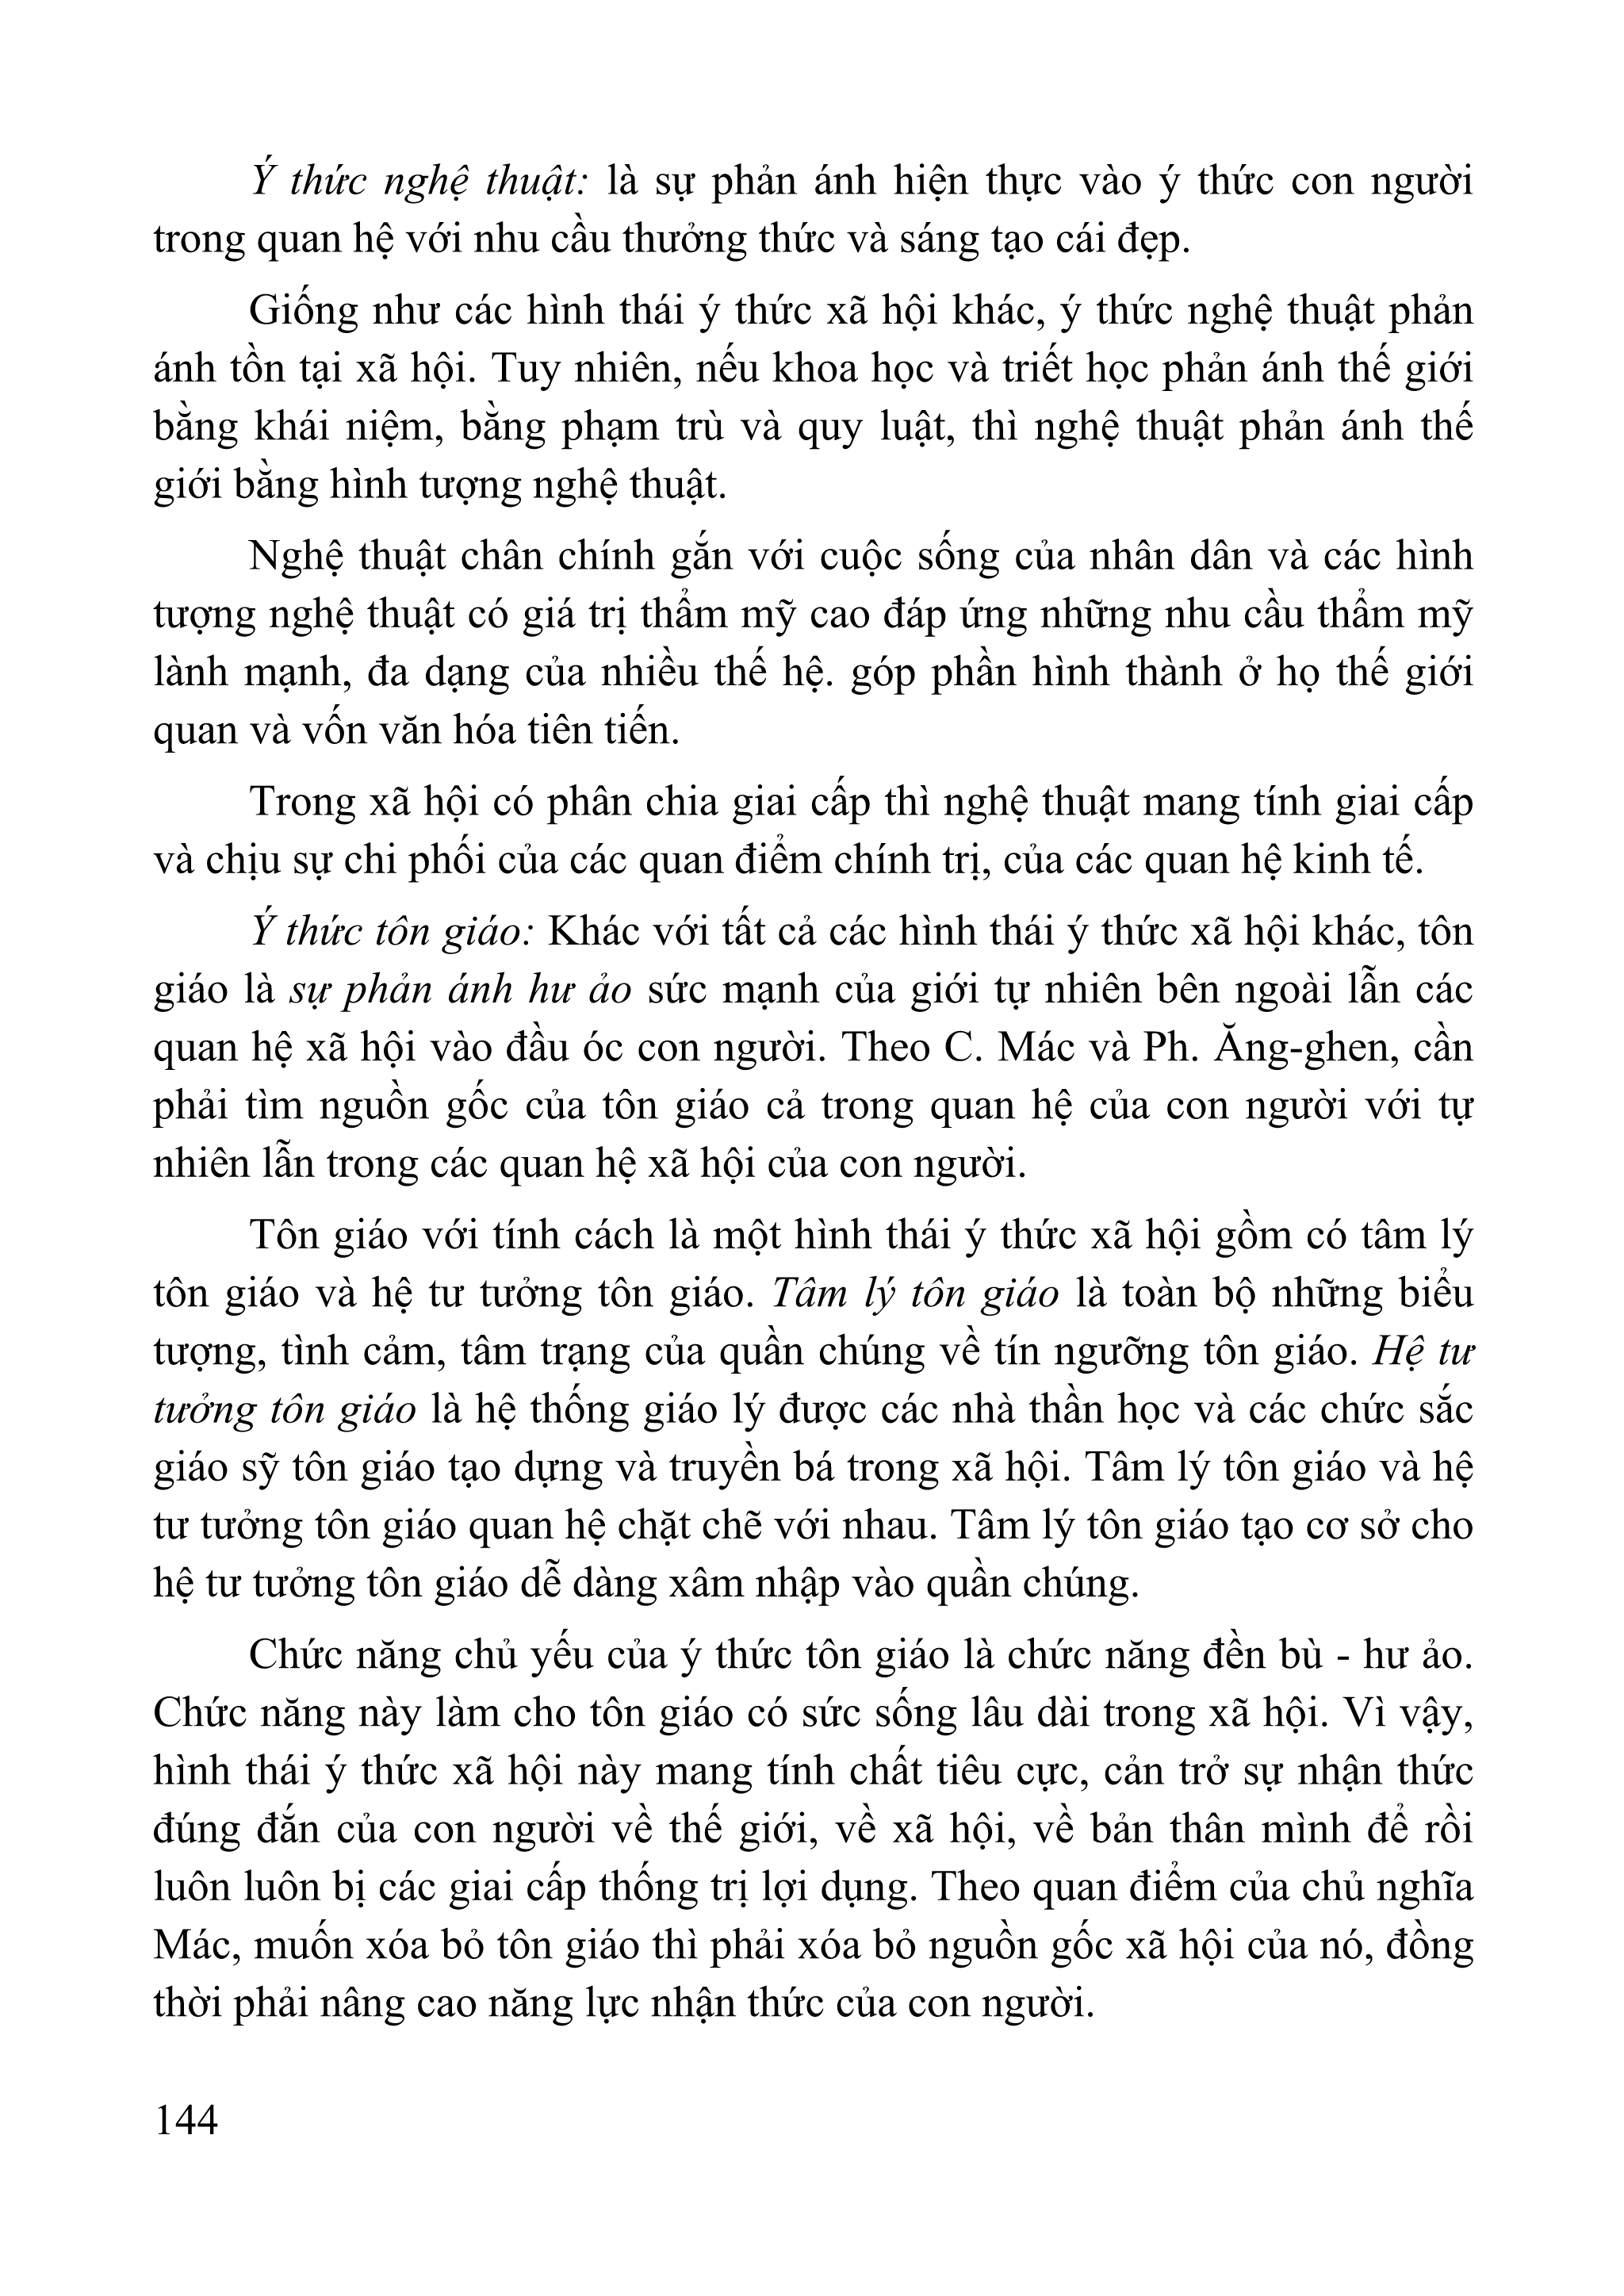 Ý thức nghệ thuật: là sự phản ánh hiện thực vào ý thức con người
trong quan hệ với nhu cầu thưởng thức và sáng tạo cái đẹp.
Giống như các hình thái ý thức xã hội khác, ý thức nghệ thuật phản
ánh tồn tại xã hội. Tuy nhiên, nếu khoa học và triết học phản ánh thế giới
bằng khái niệm, bằng phạm trù và quy luật, thì nghệ thuật phản ánh thế
giới bằng hình tượng nghệ thuật.
Nghệ thuật chân chính gắn với cuộc sống của nhân dân và các hình
tượng nghệ thuật có giá trị thẩm mỹ cao đáp ứng những nhu cầu thẩm mỹ
lành mạnh, đa dạng của nhiều thế hệ. góp phần hình thành ở họ thế giới
quan và vốn văn hóa tiên tiến.
Trong xã hội có phân chia giai cấp thì nghệ thuật mang tính giai cấp
và chịu sự chi phối của các quan điểm chính trị, của các quan hệ kinh tế.
Ý thức tôn giáo: Khác với tất cả các hình thái ý thức xã hội khác, tôn
giáo là sự phản ánh hư ảo sức mạnh của giới tự nhiên bên ngoài lẫn các
quan hệ xã hội vào đầu óc con người. Theo C. Mác và Ph. Ăng-ghen, cần
phải tìm nguồn gốc của tôn giáo cả trong quan hệ của con người với tự
nhiên lẫn trong các quan hệ xã hội của con người.
Tôn giáo với tính cách là một hình thái ý thức xã hội gồm có tâm lý
tôn giáo và hệ tư tưởng tôn giáo. Tâm lý tôn giáo là toàn bộ những biểu
tượng, tình cảm, tâm trạng của quần chúng về tín ngưỡng tôn giáo. Hệ tư
tưởng tôn giáo là hệ thống giáo lý được các nhà thần học và các chức sắc
giáo sỹ tôn giáo tạo dựng và truyền bá trong xã hội. Tâm lý tôn giáo và hệ
tư tưởng tôn giáo quan hệ chặt chẽ với nhau. Tâm lý tôn giáo tạo cơ sở cho
hệ tư tưởng tôn giáo dễ dàng xâm nhập vào quần chúng.
Chức năng chủ yếu của ý thức tôn giáo là chức năng đền bù - hư ảo.
Chức năng này làm cho tôn giáo có sức sống lâu dài trong xã hội. Vì vậy,
hình thái ý thức xã hội này mang tính chất tiêu cực, cản trở sự nhận thức
đúng đắn của con người về thế giới, về xã hội, về bản thân mình để rồi
luôn luôn bị các giai cấp thống trị lợi dụng. Theo quan điểm của chủ nghĩa
Mác, muốn xóa bỏ tôn giáo thì phải xóa bỏ nguồn gốc xã hội của nó, đồng
thời phải nâng cao năng lực nhận thức của con người.
144